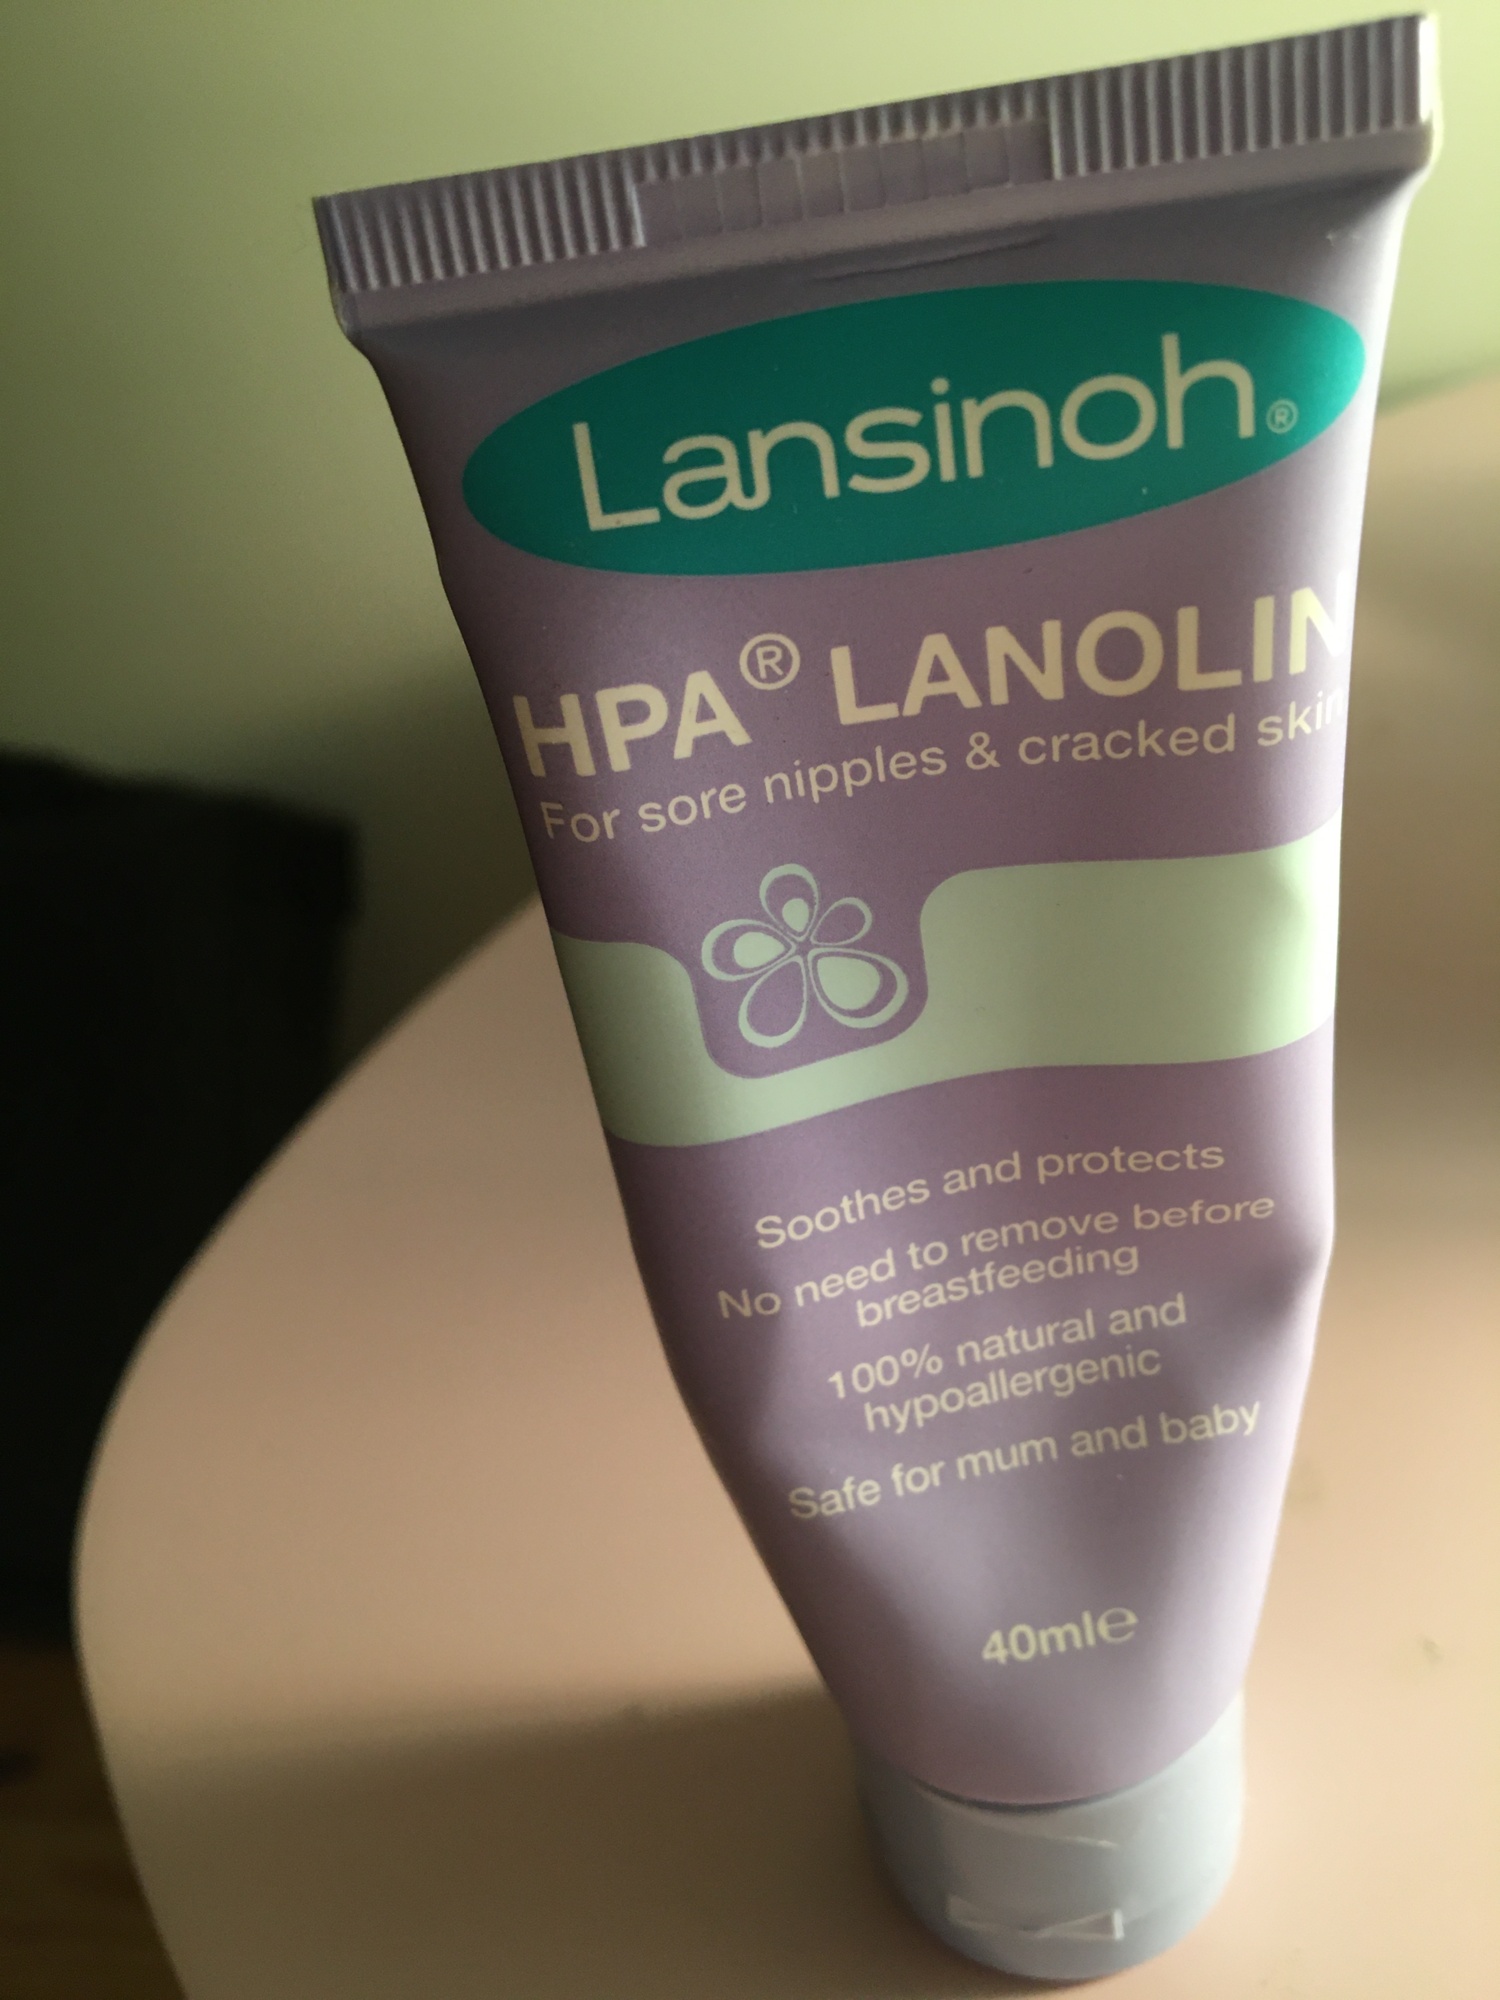 Lansinoh®
HPA® LANOLIN
For sore nipples & cracked skin
Soothes and protects
No need to remove before
breastfeeding
100% natural and
hypoallergenic
Safe for mum and baby
40ml℮